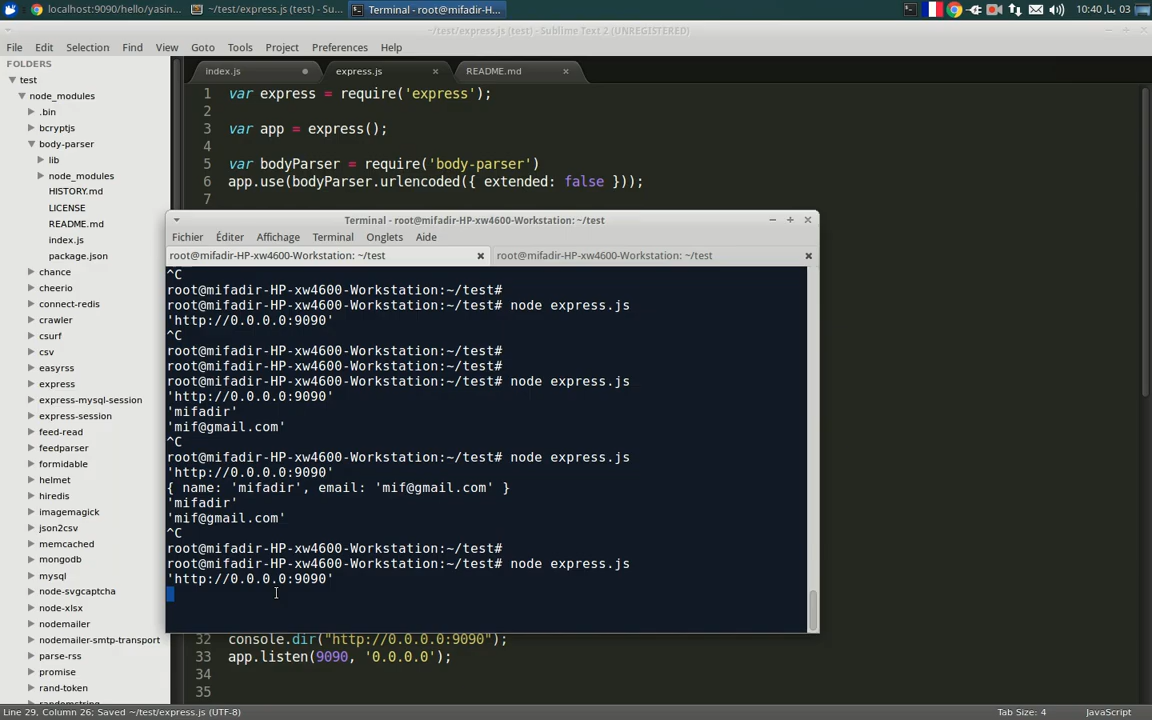 localhost:9090/hello/yasin...
~/test/express.js (test) - Su...
Terminal - root@mifadir-H...
10:40 ,بنا 03
~/test/express.js (test) - Sublime Text 2 (UNREGISTERED)
File Edit Selection Find View Goto Tools Project Preferences Help
FOLDERS
test
node_modules
.bin
bcryptjs
body-parser
lib
node_modules
HISTORY.md
LICENSE
README.md
index.js
package.json
chance
cheerio
connect-redis
crawler
csurf
csv
easyrss
express
express-mysql-session
express-session
feed-read
feedparser
formidable
helmet
hiredis
imagemagick
json2csv
memcached
mongodb
mysql
node-svgcaptcha
node-xlsx
nodemailer
nodemailer-smtp-transport
parse-rss
promise
rand-token
index.js
express.js
README.md
1 var express = require('express');
2
3 var app = express();
4
5 var bodyParser = require('body-parser')
6 app.use(bodyParser.urlencoded({ extended: false }));
7
Terminal - root@mifadir-HP-xw4600-Workstation: ~/test
Fichier Éditer Affichage Terminal Onglets Aide
root@mifadir-HP-xw4600-Workstation: ~/test
root@mifadir-HP-xw4600-Workstation: ~/test
^C
root@mifadir-HP-xw4600-Workstation:~/test#
root@mifadir-HP-xw4600-Workstation:~/test# node express.js
'http://0.0.0.0:9090'
^C
root@mifadir-HP-xw4600-Workstation:~/test#
root@mifadir-HP-xw4600-Workstation:~/test#
root@mifadir-HP-xw4600-Workstation:~/test# node express.js
'http://0.0.0.0:9090'
'mifadir'
'mif@gmail.com'
^C
root@mifadir-HP-xw4600-Workstation:~/test# node express.js
'http://0.0.0.0:9090'
{ name: 'mifadir', email: 'mif@gmail.com' }
'mifadir'
'mif@gmail.com'
^C
root@mifadir-HP-xw4600-Workstation:~/test#
root@mifadir-HP-xw4600-Workstation:~/test# node express.js
'http://0.0.0.0:9090'
32 console.dir("http://0.0.0.0:9090");
33 app.listen(9090, '0.0.0.0');
34
35
Line 29, Column 26; Saved ~/test/express.js (UTF-8)
Tab Size: 4
JavaScript